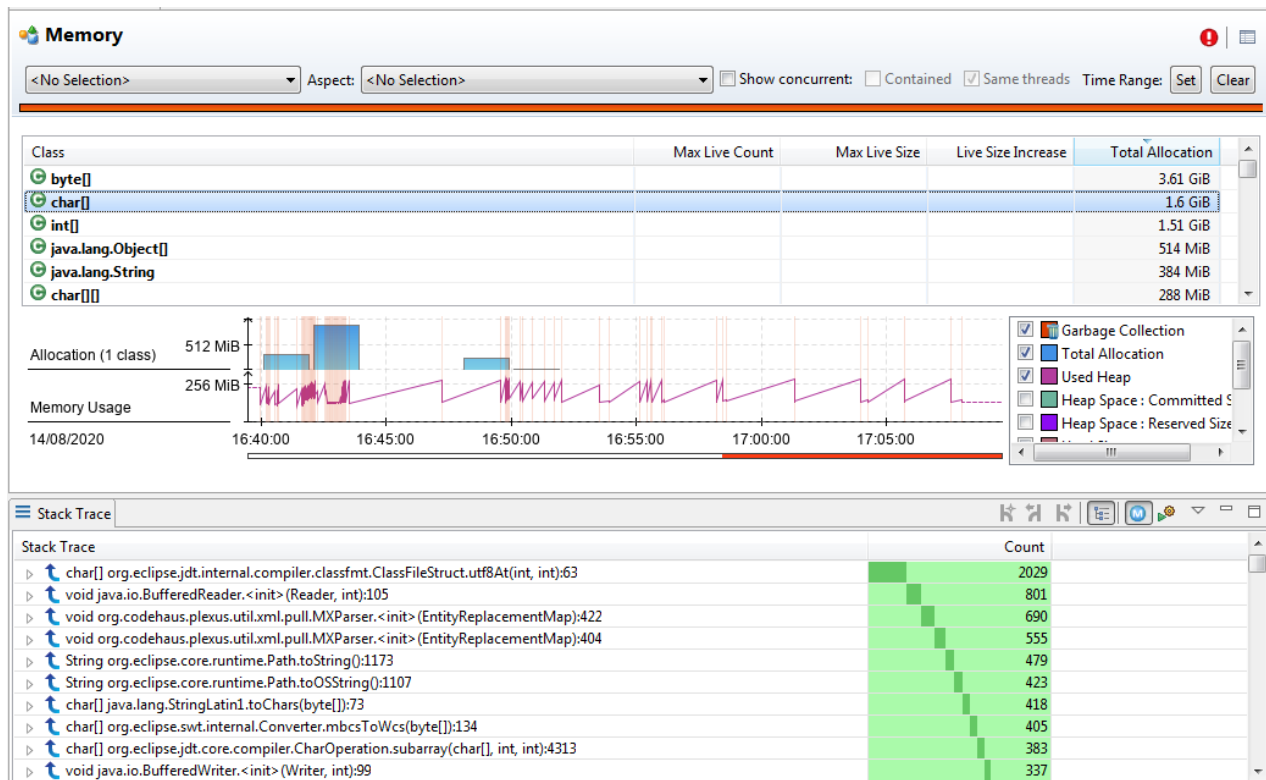 Memory
<No Selection> Aspect: <No Selection> Show concurrent: Contained Same threads Time Range: Set Clear
Class Max Live Count Max Live Size Live Size Increase Total Allocation
byte[] 3.61 GiB
char[] 1.6 GiB
int[] 1.51 GiB
java.lang.Object[] 514 MiB
java.lang.String 384 MiB
char[][] 288 MiB
Allocation (1 class) 512 MiB
Memory Usage 256 MiB
14/08/2020 16:40:00 16:45:00 16:50:00 16:55:00 17:00:00 17:05:00
Garbage Collection
Total Allocation
Used Heap
Heap Space : Committed S
Heap Space : Reserved Size
Stack Trace
Stack Trace Count
char[] org.eclipse.jdt.internal.compiler.classfmt.ClassFileStruct.utf8At(int, int):63 2029
void java.io.BufferedReader.<init>(Reader, int):105 801
void org.codehaus.plexus.util.xml.pull.MXParser.<init>(EntityReplacementMap):422 690
void org.codehaus.plexus.util.xml.pull.MXParser.<init>(EntityReplacementMap):404 555
String org.eclipse.core.runtime.Path.toString():1173 479
String org.eclipse.core.runtime.Path.toOSString():1107 423
char[] java.lang.StringLatin1.toChars(byte[]):73 418
char[] org.eclipse.swt.internal.Converter.mbcsToWcs(byte[]):134 405
char[] org.eclipse.jdt.core.compiler.CharOperation.subarray(char[], int, int):4313 383
void java.io.BufferedWriter.<init>(Writer, int):99 337